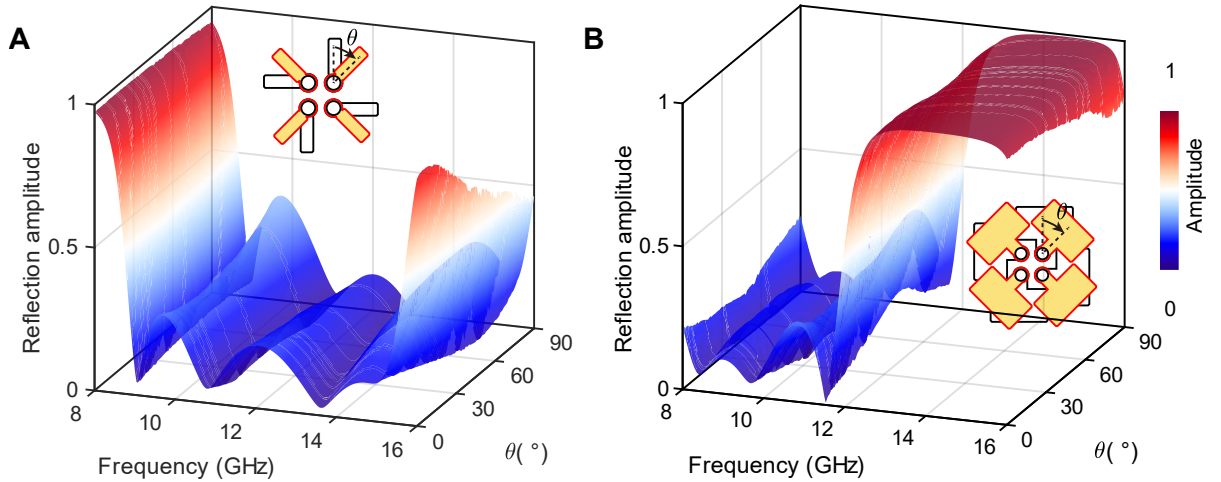 A
θ
1
0.5
0
Reflection amplitude
8
10
12
14
16
Frequency (GHz)
0
30
60
90
θ( °)
B
θ
1
0.5
0
Reflection amplitude
8
10
12
14
16
Frequency (GHz)
0
30
60
90
θ( °)
1
Amplitude
0